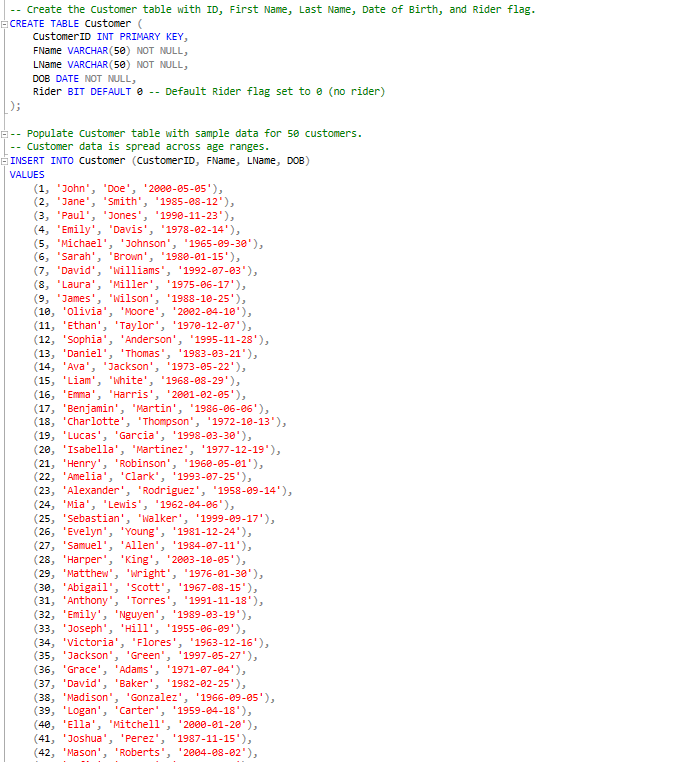 -- Create the Customer table with ID, First Name, Last Name, Date of Birth, and Rider flag.
CREATE TABLE Customer (
    CustomerID INT PRIMARY KEY,
    FName VARCHAR(50) NOT NULL,
    LName VARCHAR(50) NOT NULL,
    DOB DATE NOT NULL,
    Rider BIT DEFAULT 0 -- Default Rider flag set to 0 (no rider)
);

-- Populate Customer table with sample data for 50 customers.
-- Customer data is spread across age ranges.
INSERT INTO Customer (CustomerID, FName, LName, DOB)
VALUES
    (1, 'John', 'Doe', '2000-05-05'),
    (2, 'Jane', 'Smith', '1985-08-12'),
    (3, 'Paul', 'Jones', '1990-11-23'),
    (4, 'Emily', 'Davis', '1978-02-14'),
    (5, 'Michael', 'Johnson', '1965-09-30'),
    (6, 'Sarah', 'Brown', '1980-01-15'),
    (7, 'David', 'Williams', '1992-07-03'),
    (8, 'Laura', 'Miller', '1975-06-17'),
    (9, 'James', 'Wilson', '1988-10-25'),
    (10, 'Olivia', 'Moore', '2002-04-10'),
    (11, 'Ethan', 'Taylor', '1970-12-07'),
    (12, 'Sophia', 'Anderson', '1995-11-28'),
    (13, 'Daniel', 'Thomas', '1983-03-21'),
    (14, 'Ava', 'Jackson', '1973-05-22'),
    (15, 'Liam', 'White', '1968-08-29'),
    (16, 'Emma', 'Harris', '2001-02-05'),
    (17, 'Benjamin', 'Martin', '1986-06-06'),
    (18, 'Charlotte', 'Thompson', '1972-10-13'),
    (19, 'Lucas', 'Garcia', '1998-03-30'),
    (20, 'Isabella', 'Martinez', '1977-12-19'),
    (21, 'Henry', 'Robinson', '1960-05-01'),
    (22, 'Amelia', 'Clark', '1993-07-25'),
    (23, 'Alexander', 'Rodriguez', '1958-09-14'),
    (24, 'Mia', 'Lewis', '1962-04-06'),
    (25, 'Sebastian', 'Walker', '1999-09-17'),
    (26, 'Evelyn', 'Young', '1981-12-24'),
    (27, 'Samuel', 'Allen', '1984-07-11'),
    (28, 'Harper', 'King', '2003-10-05'),
    (29, 'Matthew', 'Wright', '1976-01-30'),
    (30, 'Abigail', 'Scott', '1967-08-15'),
    (31, 'Anthony', 'Torres', '1991-11-18'),
    (32, 'Emily', 'Nguyen', '1989-03-19'),
    (33, 'Joseph', 'Hill', '1955-06-09'),
    (34, 'Victoria', 'Flores', '1963-12-16'),
    (35, 'Jackson', 'Green', '1997-05-27'),
    (36, 'Grace', 'Adams', '1971-07-04'),
    (37, 'David', 'Baker', '1982-02-25'),
    (38, 'Madison', 'Gonzalez', '1966-09-05'),
    (39, 'Logan', 'Carter', '1959-04-18'),
    (40, 'Ella', 'Mitchell', '2000-01-20'),
    (41, 'Joshua', 'Perez', '1987-11-15'),
    (42, 'Mason', 'Roberts', '2004-08-02'),